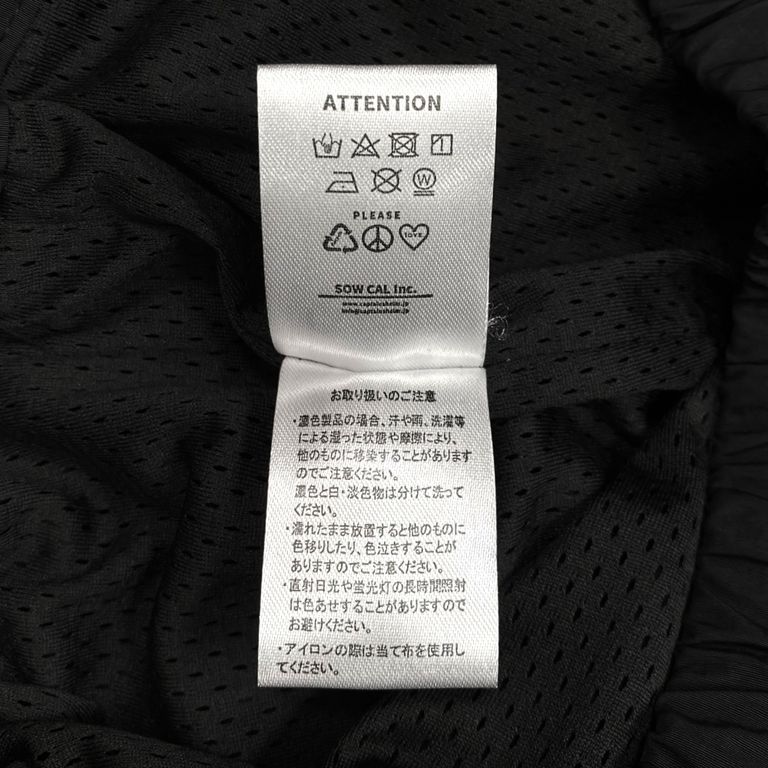 ATTENTION
1
W
PLEASE
love
SOW CAL Inc.
www.captainshelm.jp
info@captainshelm.jp
お取り扱いのご注意
・濃色製品の場合、汗や雨、洗濯等
による湿った状態や摩擦により、
他のものに移染することがあります
のでご注意ください。
濃色と白・淡色物は分けて洗って
ください。
・濡れたまま放置すると他のものに
色移りしたり、色泣きすることが
ありますのでご注意ください。
・直射日光や蛍光灯の長時間照射
は色あせすることがありますので
お避けください。
・アイロンの際は当て布を使用し
てください。